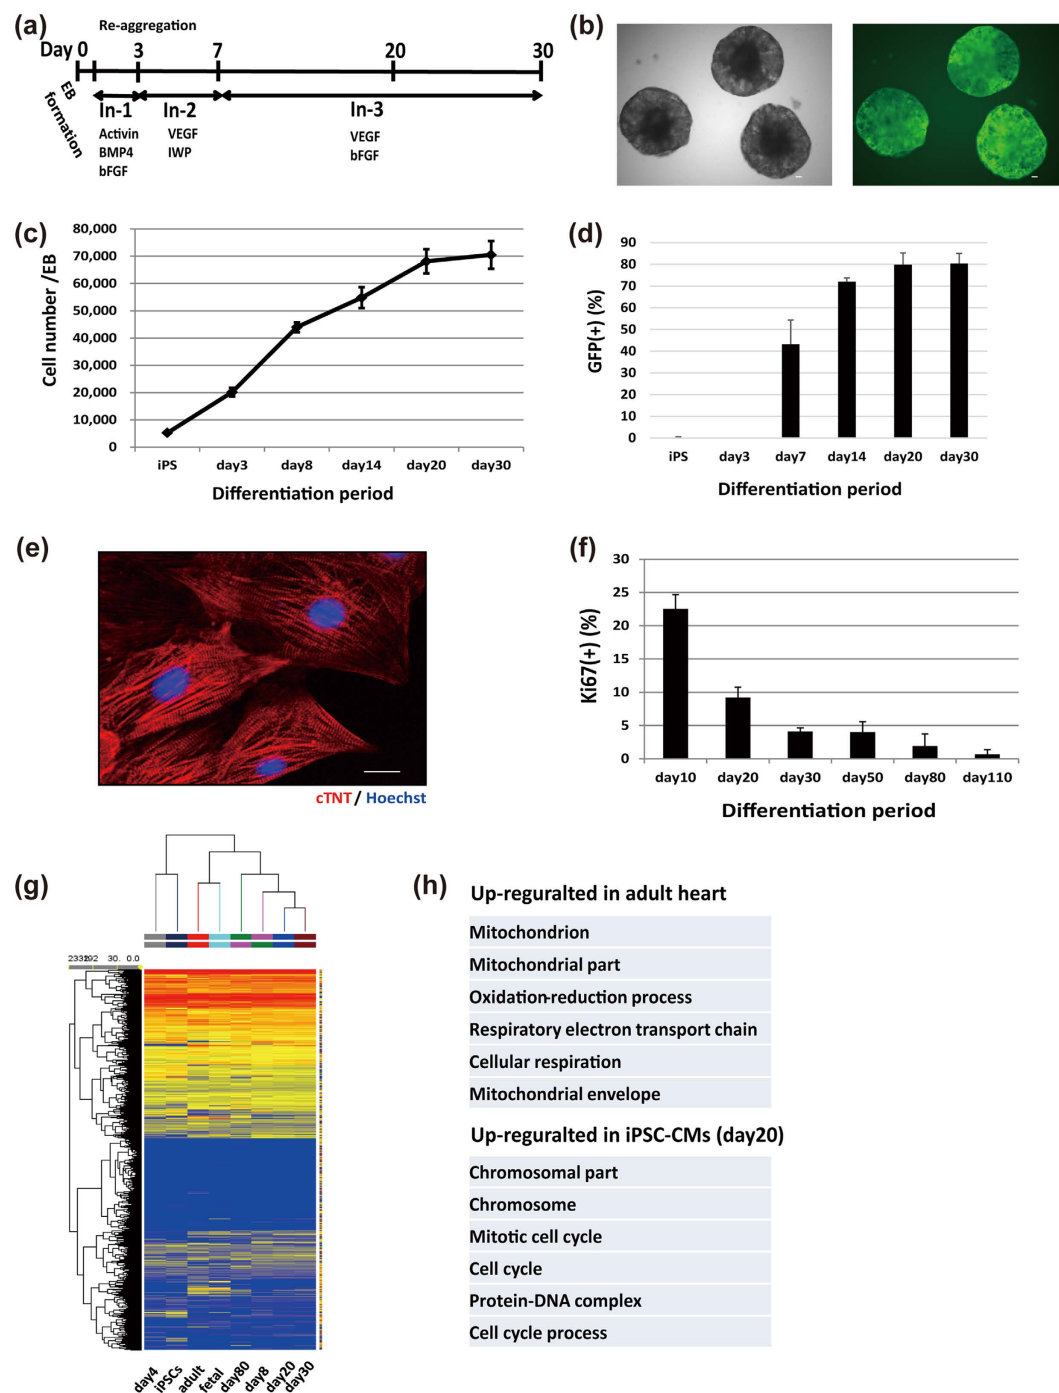 (a)
Re-aggregation
Day 0 3 7 20 30
EB formation
In-1 In-2 In-3
Activin VEGF VEGF
BMP4 IWP bFGF
bFGF
(b)
(c)
80,000
70,000
60,000
50,000
40,000
30,000
20,000
10,000
0
Cell number /EB
iPS day3 day8 day14 day20 day30
Differentiation period
(d)
90
80
70
60
50
40
30
20
10
0
GFP(+) (%)
iPS day3 day7 day14 day20 day30
Differentiation period
(e)
cTNT/ Hoechst
(f)
30
25
20
15
10
5
0
Ki67(+) (%)
day10 day20 day30 day50 day80 day110
Differentiation period
(g)
30. 0.0
day4 iPSCs adult fetal day80 day8 day20 day30
(h)
Up-reguralted in adult heart
Mitochondrion
Mitochondrial part
Oxidation-reduction process
Respiratory electron transport chain
Cellular respiration
Mitochondrial envelope
Up-reguralted in iPSC-CMs (day20)
Chromosomal part
Chromosome
Mitotic cell cycle
Cell cycle
Protein-DNA complex
Cell cycle process